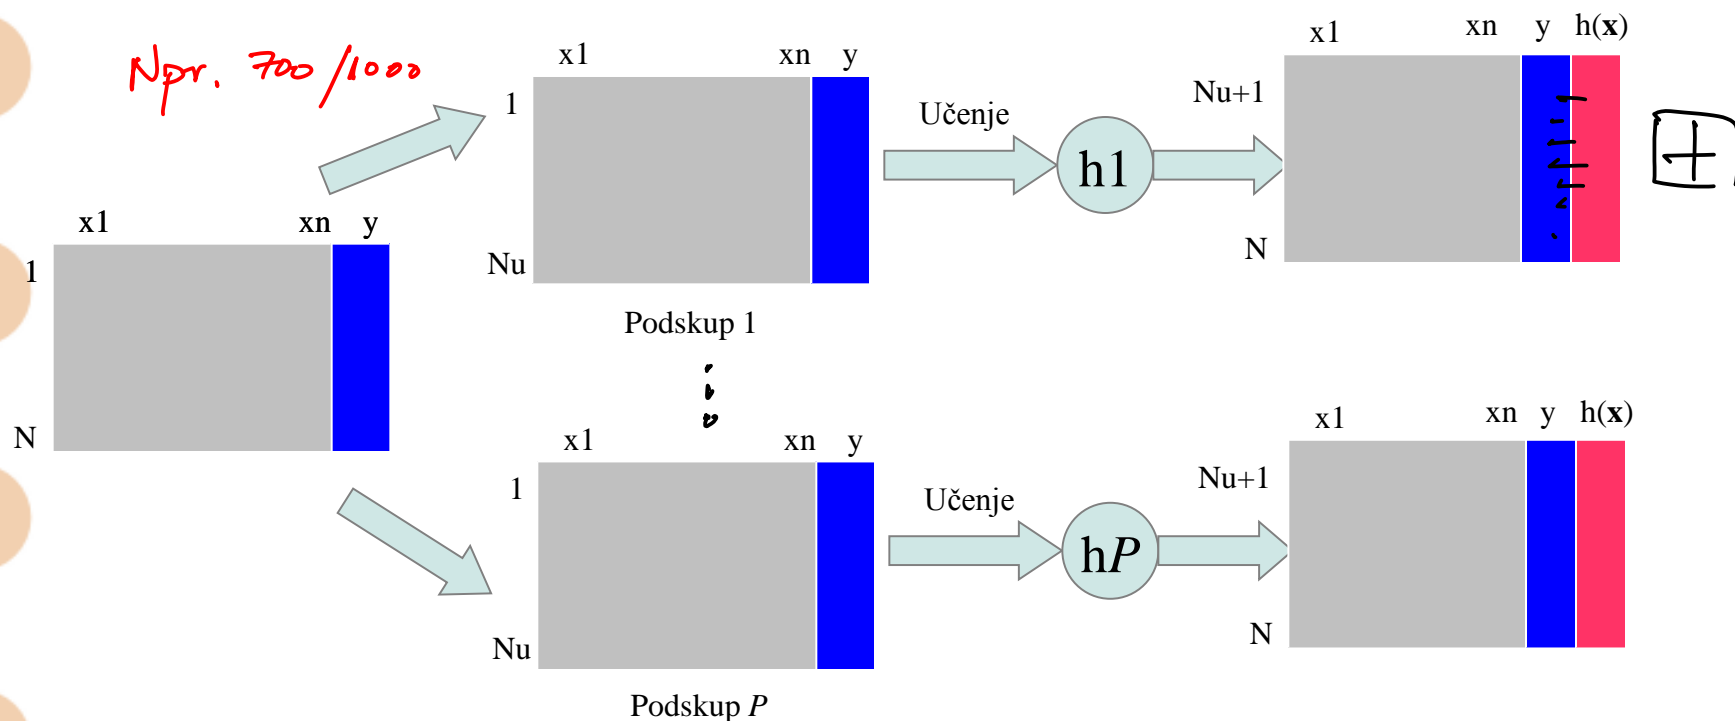 Npr. 700/1000
x1 xn y
1
N
x1 xn y
1
Nu
Podskup 1
Učenje
h1
x1 xn y h(x)
Nu+1
N
x1 xn y
1
Nu
Podskup P
Učenje
hP
x1 xn y h(x)
Nu+1
N